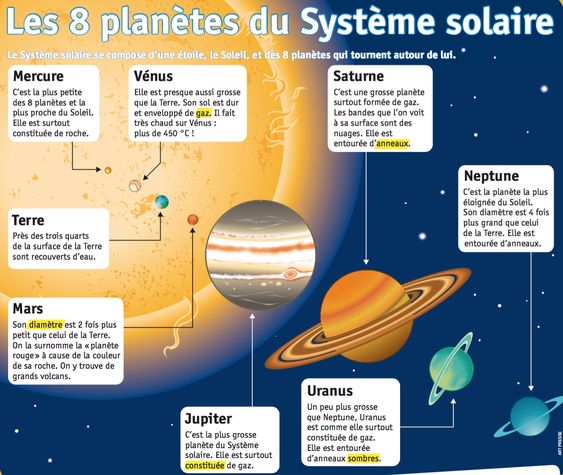 Les 8 planètes du Système solaire
Le Système solaire se compose d'une étoile, le Soleil, et des 8 planètes qui tournent autour de lui.
Mercure
C'est la plus petite
des 8 planètes et la
plus proche du Soleil.
Elle est surtout
constituée de roche.
Vénus
Elle est presque aussi grosse
que la Terre. Son sol est dur
et enveloppé de gaz. Il fait
très chaud sur Vénus :
plus de 450 °C !
Saturne
C'est une grosse planète
surtout formée de gaz.
Les bandes que l'on voit
à sa surface sont des
nuages. Elle est
entourée d'anneaux.
Neptune
C'est la planète la plus
éloignée du Soleil.
Son diamètre est 4 fois
plus grand que celui
de la Terre. Elle est
entourée d'anneaux.
Terre
Près des trois quarts
de la surface de la Terre
sont recouverts d'eau.
Mars
Son diamètre est 2 fois plus
petit que celui de la Terre.
On la surnomme la « planète
rouge » à cause de la couleur
de sa roche. On y trouve de
grands volcans.
Jupiter
C'est la plus grosse
planète du Système
solaire. Elle est surtout
constituée de gaz.
Uranus
Un peu plus grosse
que Neptune, Uranus
est comme elle surtout
constituée de gaz.
Elle est entourée
d'anneaux sombres.
ART PRESSE